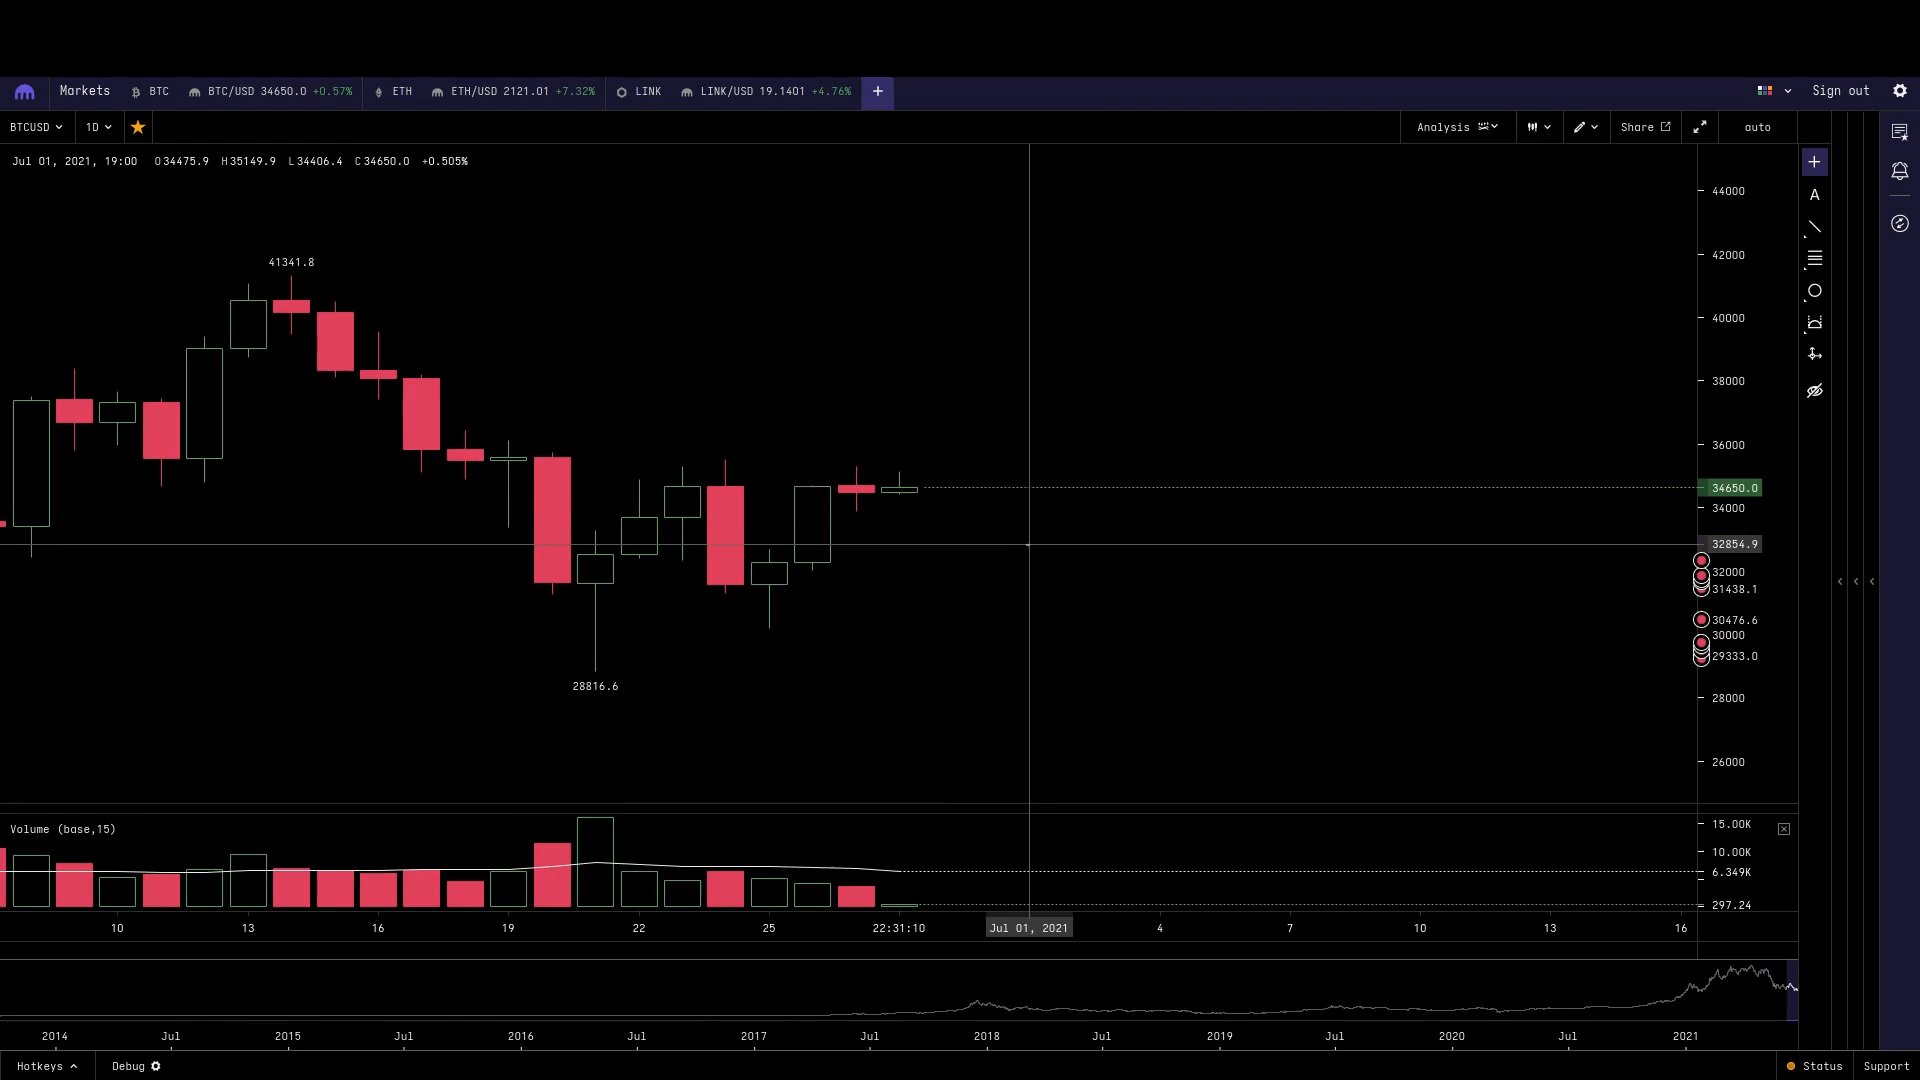 Markets BTC BTC/USD 34650.0 +0.57% ETH ETH/USD 2121.01 +7.32% LINK LINK/USD 19.1401 +4.76% + Sign out
BTCUSD 1D Analysis Share auto
Jul 01, 2021, 19:00 O34475.9 H35149.9 L34406.4 C34650.0 +0.505%
A
44000
42000
41341.8
40000
38000
36000
34650.0
34000
32854.9
32000
31438.1
30476.6
30000
29333.0
28816.6
28000
26000
Volume (base,15)
15.00K
10.00K
6.349K
297.24
10 13 16 19 22 25 22:31:10 Jul 01, 2021 4 7 10 13 16
2014 Jul 2015 Jul 2016 Jul 2017 Jul 2018 Jul 2019 Jul 2020 Jul 2021
Hotkeys Debug Status Support